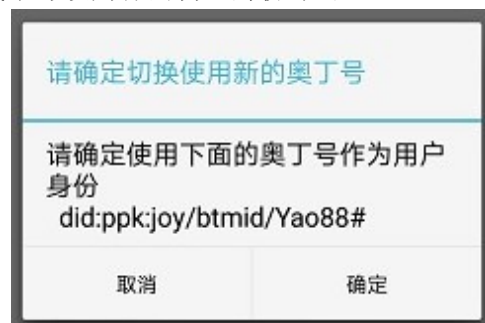 请确定切换使用新的奥丁号
请确定使用下面的奥丁号作为用户
身份
did:ppk:joy/btmid/Yao88#
取消
确定